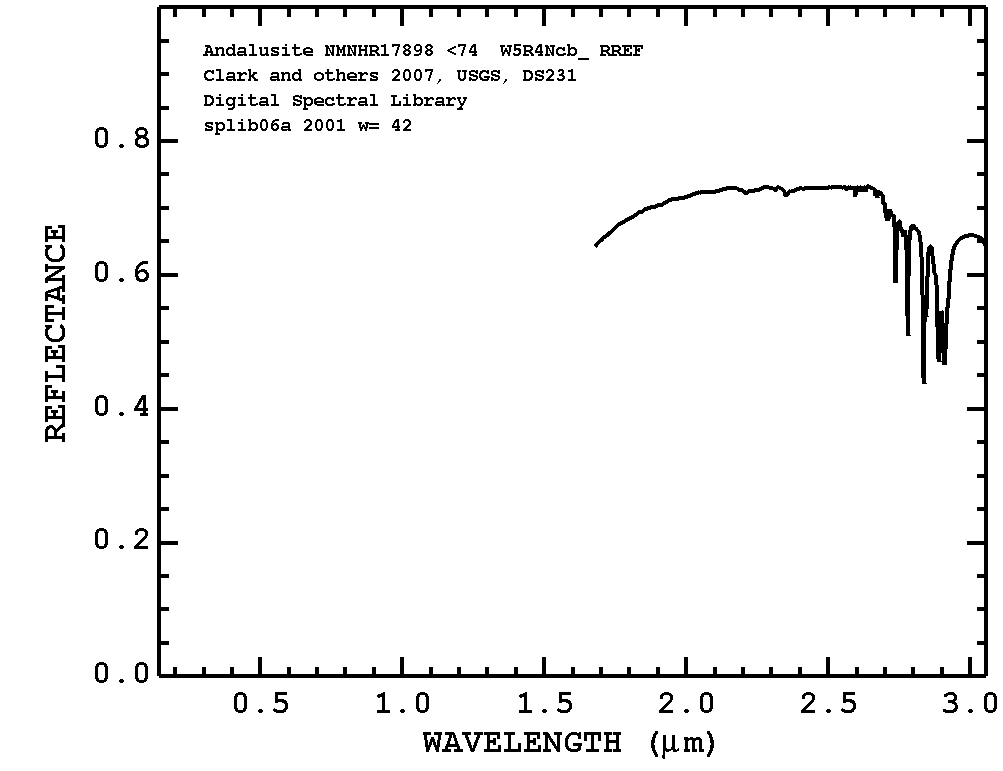 Andalusite NMNHR17898 <74 W5R4Ncb_ RREF
Clark and others 2007, USGS, DS231
Digital Spectral Library
splib06a 2001 w= 42
0.8
0.6
0.4
0.2
0.0
REFLECTANCE
0.5 1.0 1.5 2.0 2.5 3.0
WAVELENGTH (μm)